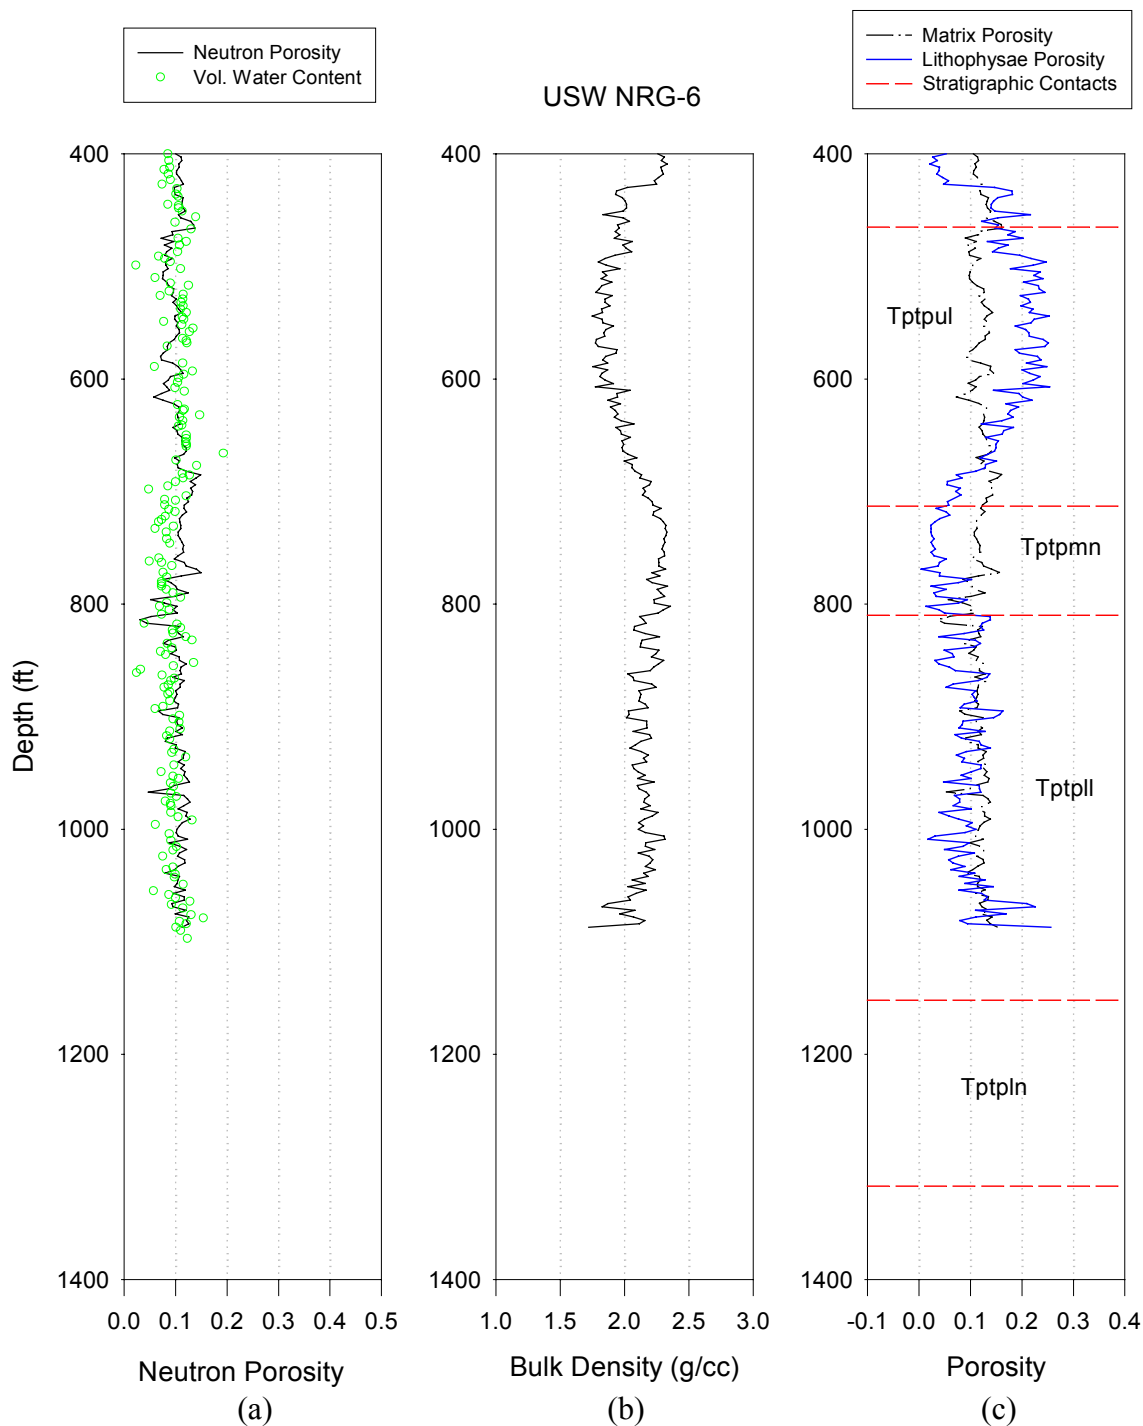 Neutron Porosity
Vol. Water Content
USW NRG-6
Matrix Porosity
Lithophysae Porosity
Stratigraphic Contacts
Depth (ft)
400
600
800
1000
1200
1400
0.0 0.1 0.2 0.3 0.4 0.5
Neutron Porosity
(a)
400
600
800
1000
1200
1400
1.0 1.5 2.0 2.5 3.0
Bulk Density (g/cc)
(b)
400
600
800
1000
1200
1400
Tptpul
Tptpmn
Tptpll
Tptpln
-0.1 0.0 0.1 0.2 0.3 0.4
Porosity
(c)